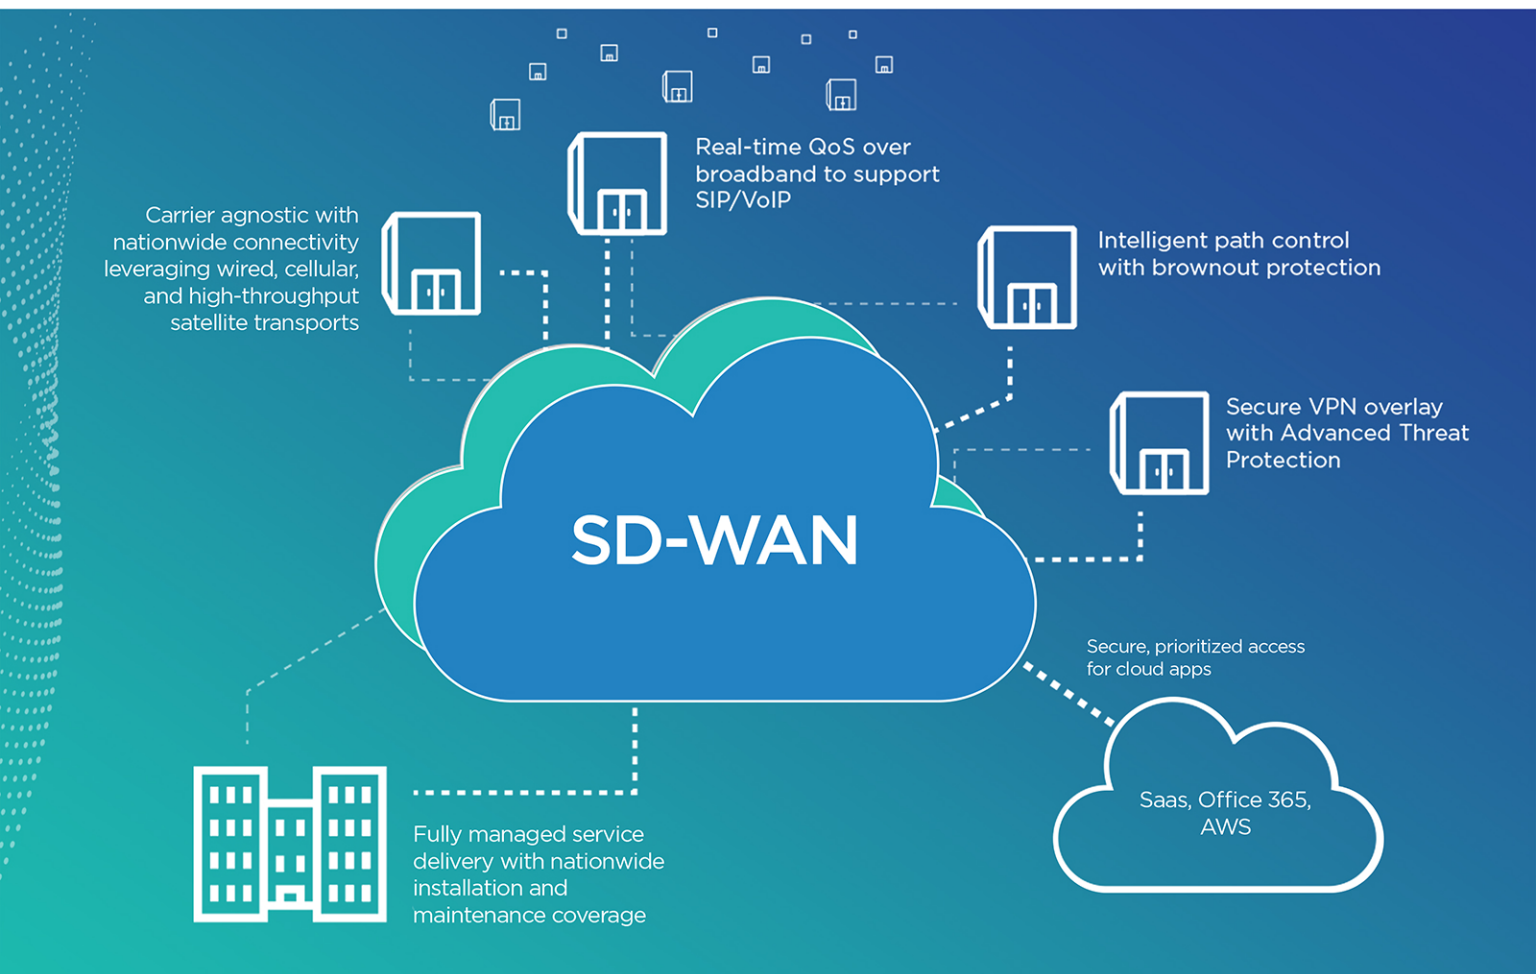 Real-time QoS over
broadband to support
SIP/VoIP
Carrier agnostic with
nationwide connectivity
leveraging wired, cellular,
and high-throughput
satellite transports
Intelligent path control
with brownout protection
Secure VPN overlay
with Advanced Threat
Protection
SD-WAN
Secure, prioritized access
for cloud apps
Saas, Office 365,
AWS
Fully managed service
delivery with nationwide
installation and
maintenance coverage